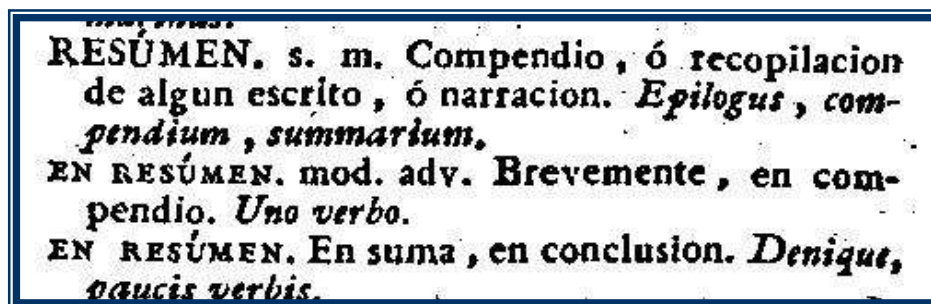 RESÚMEN. s. m. Compendio, ó recopilacion
de algun escrito, ó narracion. Epilogus, com-
pendium, summarium.
EN RESÚMEN. mod. adv. Brevemente, en com-
pendio. Uno verbo.
EN RESÚMEN. En suma, en conclusion. Denique,
paucis verbis.